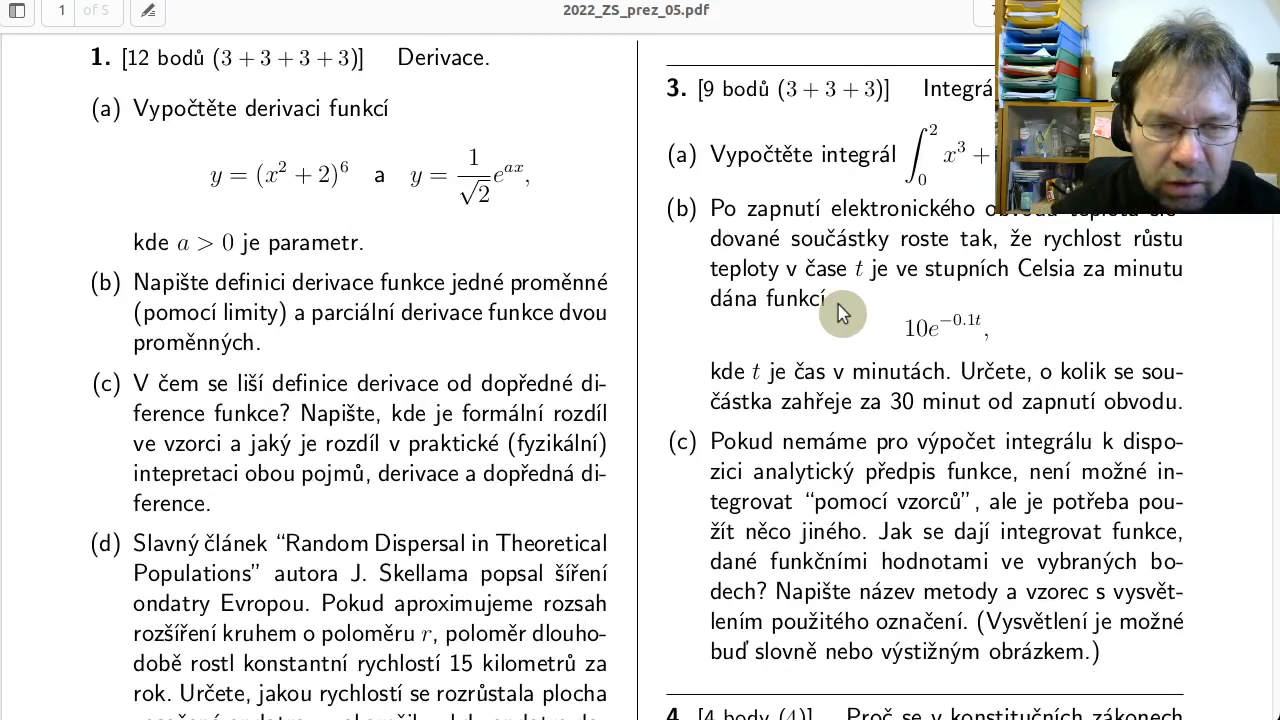 1 of 5
2022_ZS_prez_05.pdf
1. [12 bodů (3 + 3 + 3 + 3)] Derivace.
(a) Vypočtěte derivaci funkcí
y = (x² + 2)⁶ a y = 1/√2 e^{ax},
kde a > 0 je parametr.
(b) Napište definici derivace funkce jedné proměnné
(pomocí limity) a parciální derivace funkce dvou
proměnných.
(c) V čem se liší definice derivace od dopředné di-
ference funkce? Napište, kde je formální rozdíl
ve vzorci a jaký je rozdíl v praktické (fyzikální)
intepretaci obou pojmů, derivace a dopředná di-
ference.
(d) Slavný článek “Random Dispersal in Theoretical
Populations” autora J. Skellama popsal šíření
ondatry Evropou. Pokud aproximujeme rozsah
rozšíření kruhem o poloměru r, poloměr dlouho-
době rostl konstantní rychlostí 15 kilometrů za
rok. Určete, jakou rychlostí se rozrůstala plocha
3. [9 bodů (3 + 3 + 3)] Integrá
(a) Vypočtěte integrál ∫₀² x³ +
(b) Po zapnutí elektronického obvodu teplota sle-
dované součástky roste tak, že rychlost růstu
teploty v čase t je ve stupních Celsia za minutu
dána funkcí
10e^{−0.1t},
kde t je čas v minutách. Určete, o kolik se sou-
částka zahřeje za 30 minut od zapnutí obvodu.
(c) Pokud nemáme pro výpočet integrálu k dispo-
zici analytický předpis funkce, není možné in-
tegrovat “pomocí vzorců”, ale je potřeba pou-
žít něco jiného. Jak se dají integrovat funkce,
dané funkčními hodnotami ve vybraných bo-
dech? Napište název metody a vzorec s vysvět-
lením použitého označení. (Vysvětlení je možné
buď slovně nebo výstižným obrázkem.)
4. [4 body (4)] Proč se v konstitučních zákonech